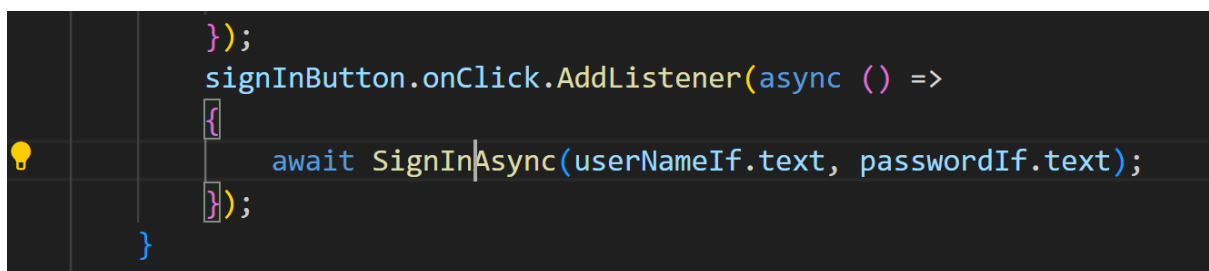 });
signInButton.onClick.AddListener(async () =>
{
await SignInAsync(userNameIf.text, passwordIf.text);
});
}